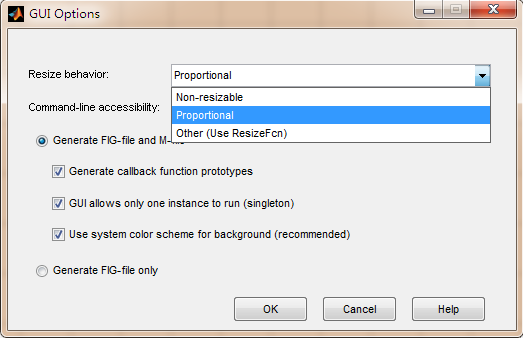 GUI Options
Resize behavior: Proportional
Non-resizable
Command-line accessibility:
Proportional
Other (Use ResizeFcn)
Generate FIG-file and M-file
Generate callback function prototypes
GUI allows only one instance to run (singleton)
Use system color scheme for background (recommended)
Generate FIG-file only
OK Cancel Help